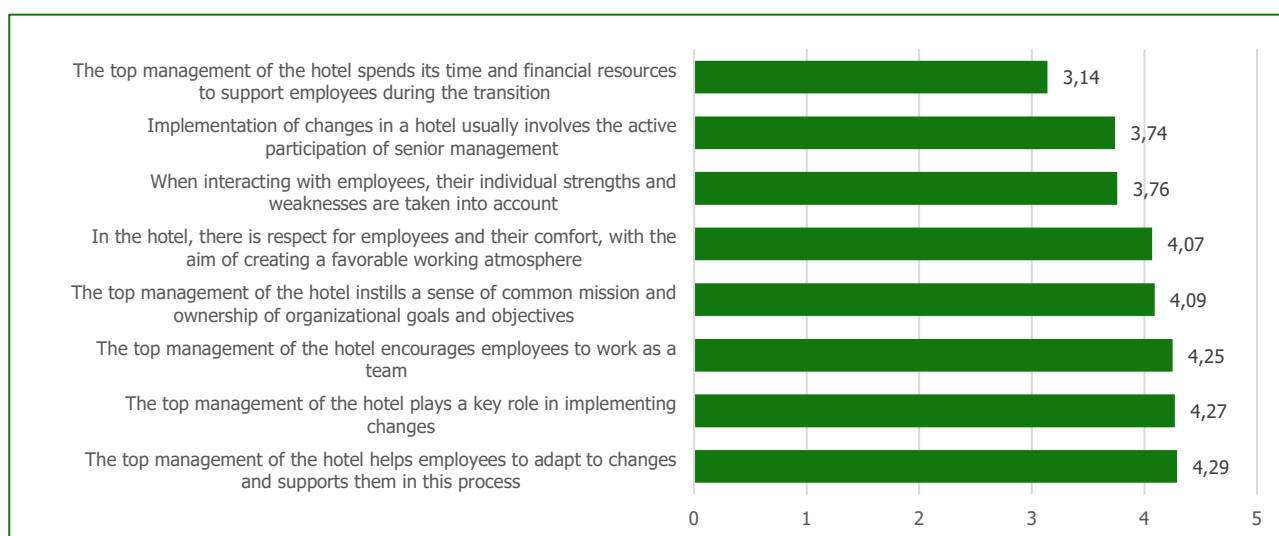 The top management of the hotel spends its time and financial resources
to support employees during the transition
3,14
Implementation of changes in a hotel usually involves the active
participation of senior management
3,74
When interacting with employees, their individual strengths and
weaknesses are taken into account
3,76
In the hotel, there is respect for employees and their comfort, with the
aim of creating a favorable working atmosphere
4,07
The top management of the hotel instills a sense of common mission and
ownership of organizational goals and objectives
4,09
The top management of the hotel encourages employees to work as a
team
4,25
The top management of the hotel plays a key role in implementing
changes
4,27
The top management of the hotel helps employees to adapt to changes
and supports them in this process
4,29
0 1 2 3 4 5